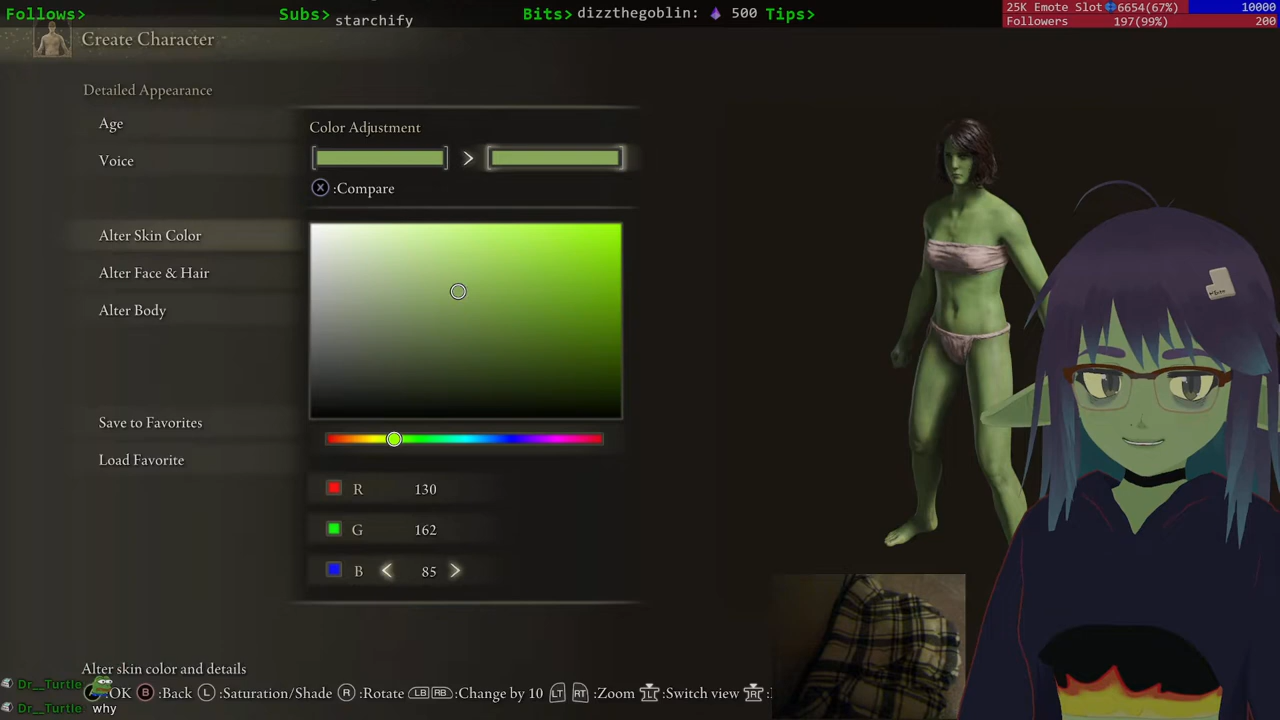 Follows>
Subs> starchify
Bits> dizzthegoblin: 500 Tips>
25K Emote Slot 6654(67%) 10000
Followers 197(99%) 200
Create Character
Detailed Appearance
Age
Voice
Alter Skin Color
Alter Face & Hair
Alter Body
Save to Favorites
Load Favorite
Color Adjustment
X :Compare
R 130
G 162
B 85
Alter skin color and details
OK B :Back L :Saturation/Shade R :Rotate LB RB :Change by 10 LT RT :Zoom L :Switch view R :
Dr__Turtle
Dr__Turtle why